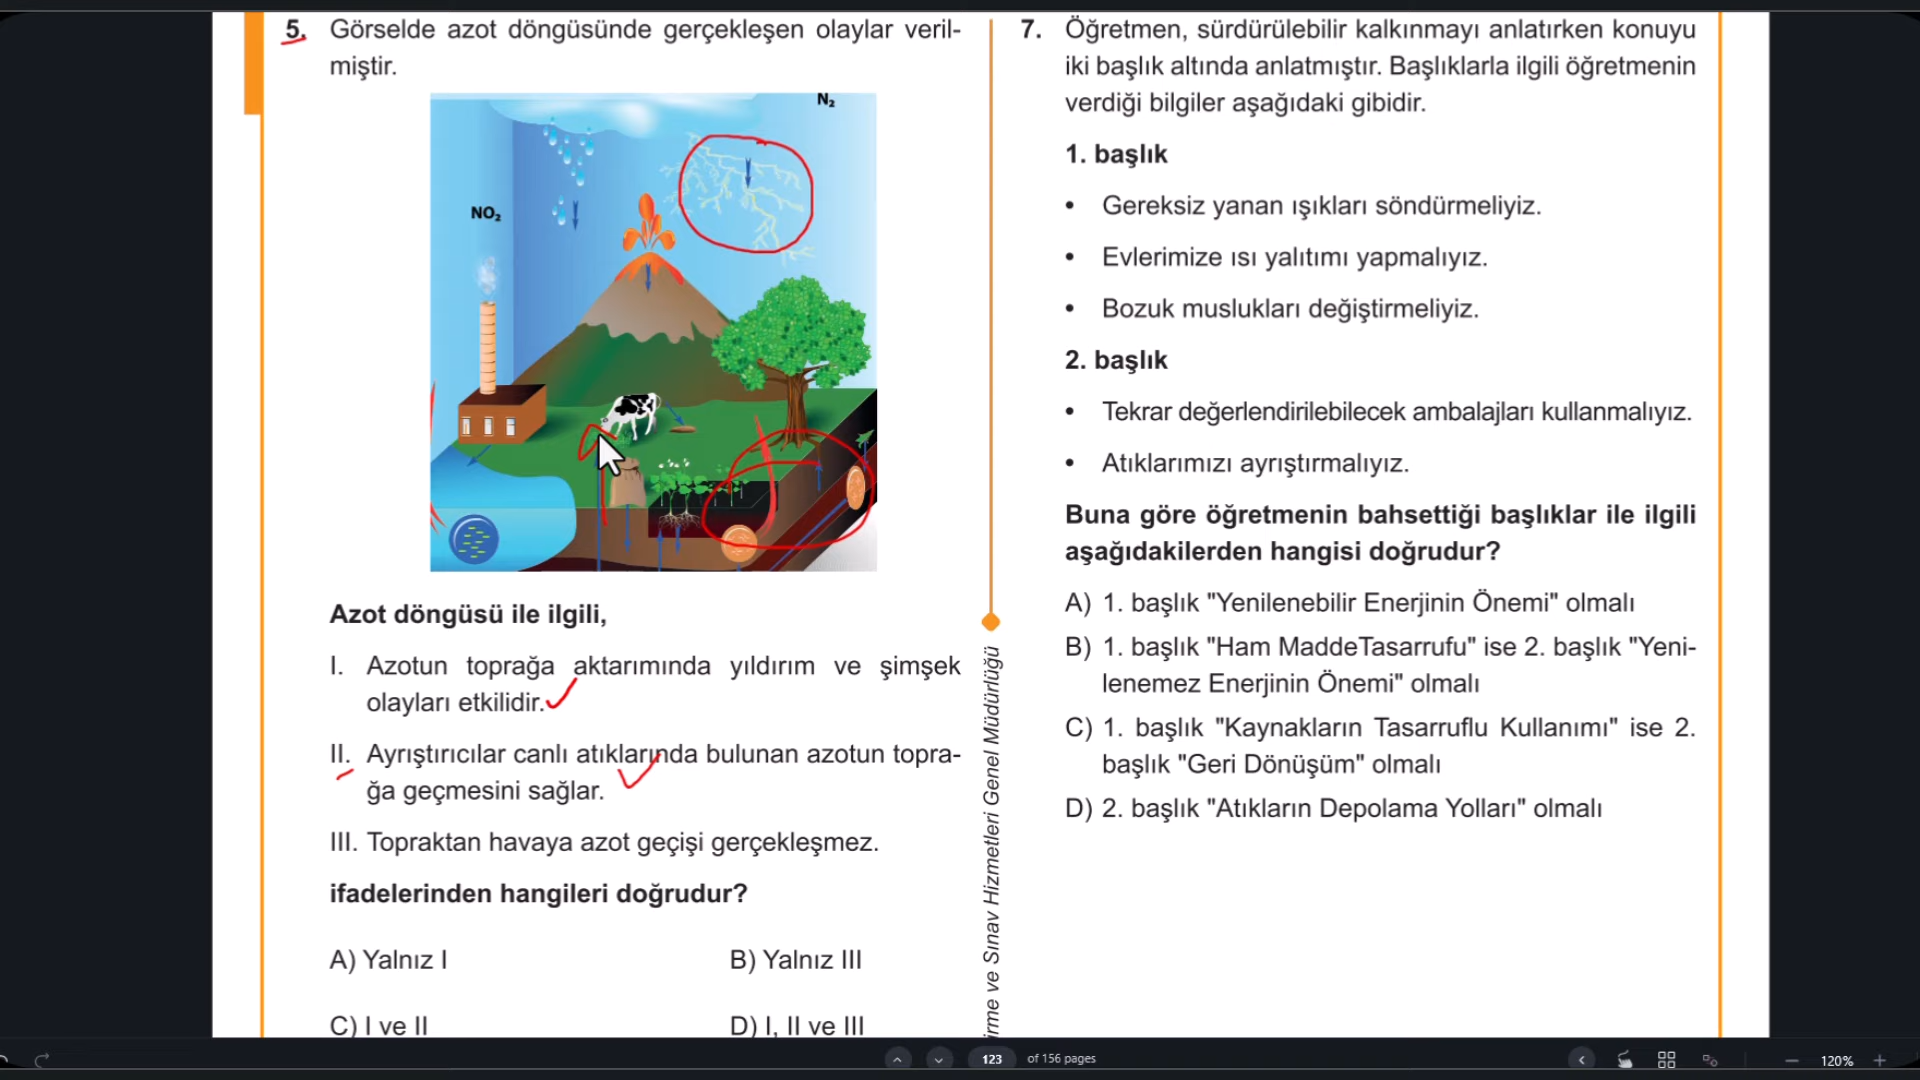 5. Görselde azot döngüsünde gerçekleşen olaylar veril-
miştir.
N₂
NO₂
Azot döngüsü ile ilgili,
I. Azotun toprağa aktarımında yıldırım ve şimşek
olayları etkilidir.
II. Ayrıştırıcılar canlı atıklarında bulunan azotun topra-
ğa geçmesini sağlar.
III. Topraktan havaya azot geçişi gerçekleşmez.
ifadelerinden hangileri doğrudur?
A) Yalnız I
B) Yalnız III
C) I ve II
D) I, II ve III
irme ve Sınav Hizmetleri Genel Müdürlüğü
7. Öğretmen, sürdürülebilir kalkınmayı anlatırken konuyu
iki başlık altında anlatmıştır. Başlıklarla ilgili öğretmenin
verdiği bilgiler aşağıdaki gibidir.
1. başlık
• Gereksiz yanan ışıkları söndürmeliyiz.
• Evlerimize ısı yalıtımı yapmalıyız.
• Bozuk muslukları değiştirmeliyiz.
2. başlık
• Tekrar değerlendirilebilecek ambalajları kullanmalıyız.
• Atıklarımızı ayrıştırmalıyız.
Buna göre öğretmenin bahsettiği başlıklar ile ilgili
aşağıdakilerden hangisi doğrudur?
A) 1. başlık "Yenilenebilir Enerjinin Önemi" olmalı
B) 1. başlık "Ham MaddeTasarrufu" ise 2. başlık "Yeni-
lenemez Enerjinin Önemi" olmalı
C) 1. başlık "Kaynakların Tasarruflu Kullanımı" ise 2.
başlık "Geri Dönüşüm" olmalı
D) 2. başlık "Atıkların Depolama Yolları" olmalı
123 of 156 pages
120%